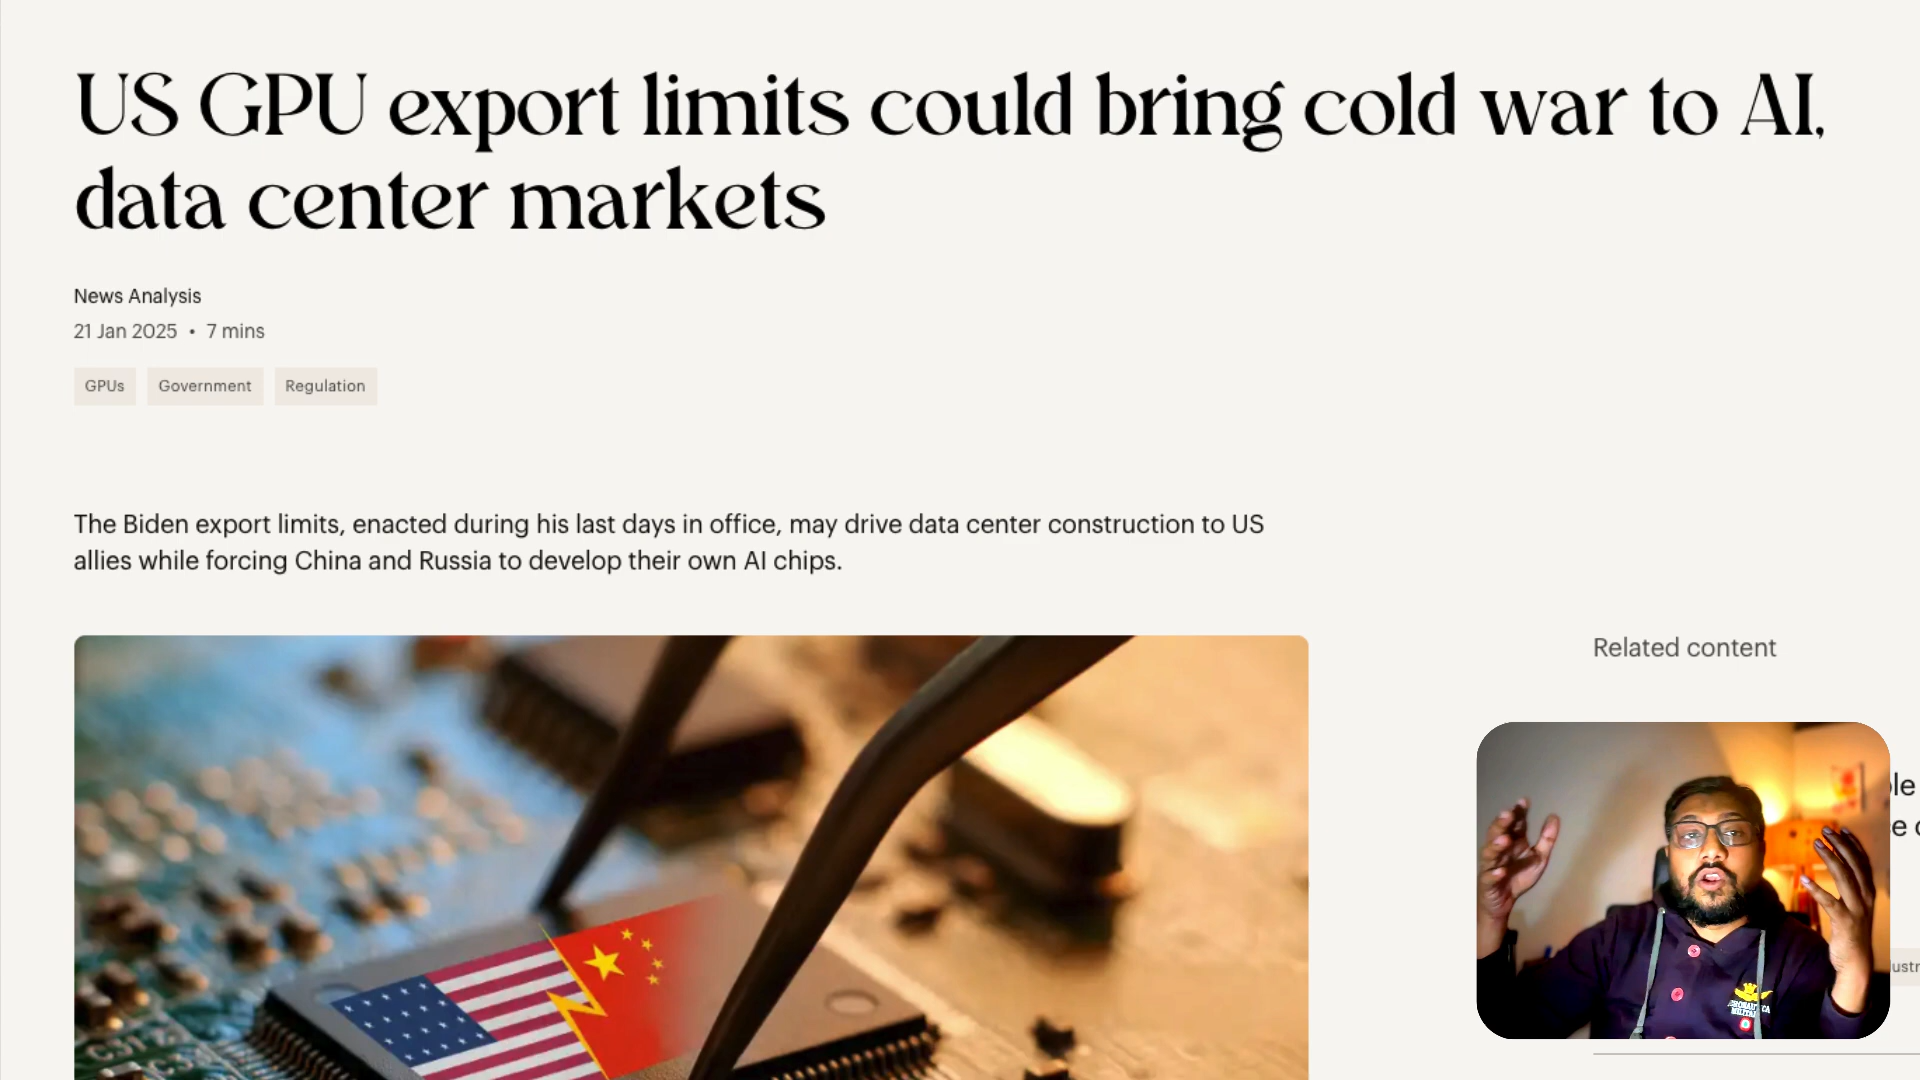 US GPU export limits could bring cold war to AI,
data center markets
News Analysis
21 Jan 2025 • 7 mins
GPUs
Government
Regulation
The Biden export limits, enacted during his last days in office, may drive data center construction to US
allies while forcing China and Russia to develop their own AI chips.
Related content